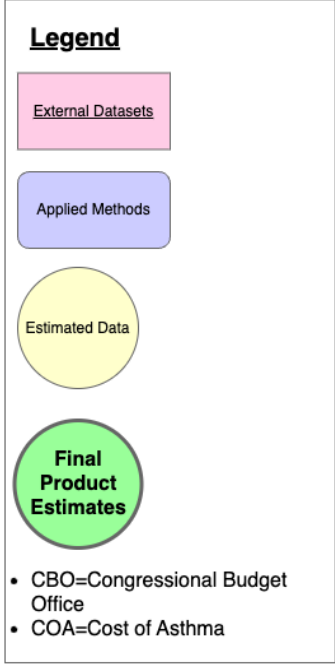 Legend
External Datasets
Applied Methods
Estimated Data
Final
Product
Estimates
• CBO=Congressional Budget
Office
• COA=Cost of Asthma